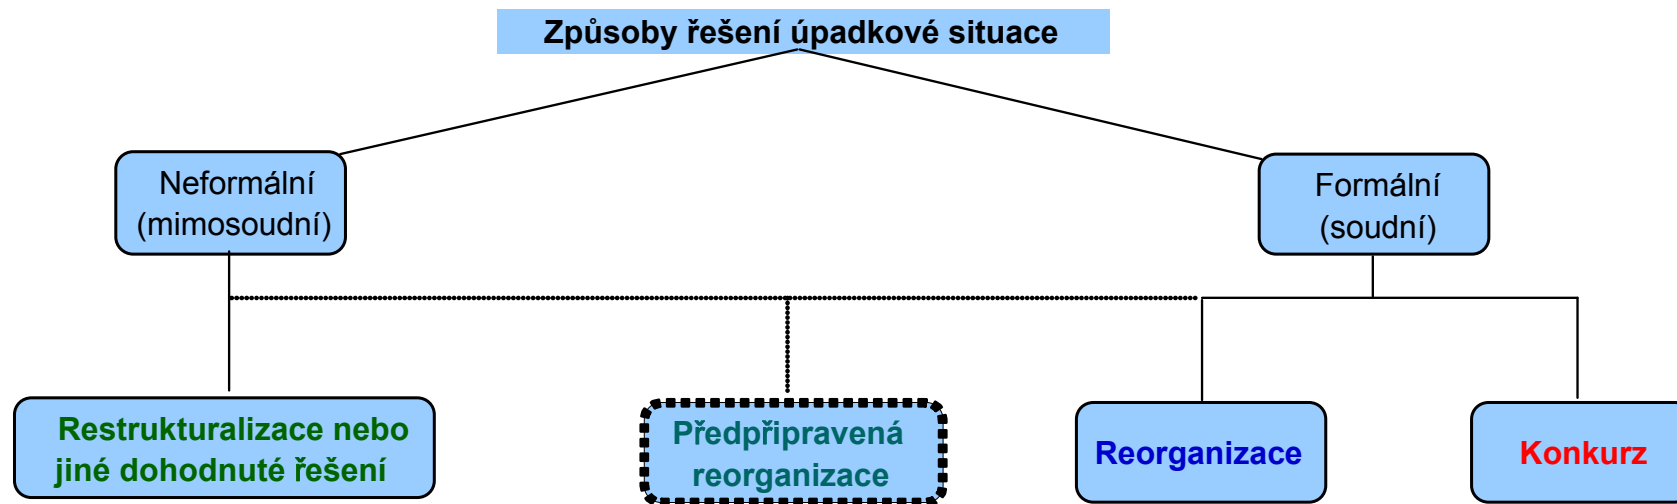 Způsoby řešení úpadkové situace
Neformální
(mimosoudní)
Formální
(soudní)
Restrukturalizace nebo
jiné dohodnuté řešení
Předpřipravená
reorganizace
Reorganizace
Konkurz